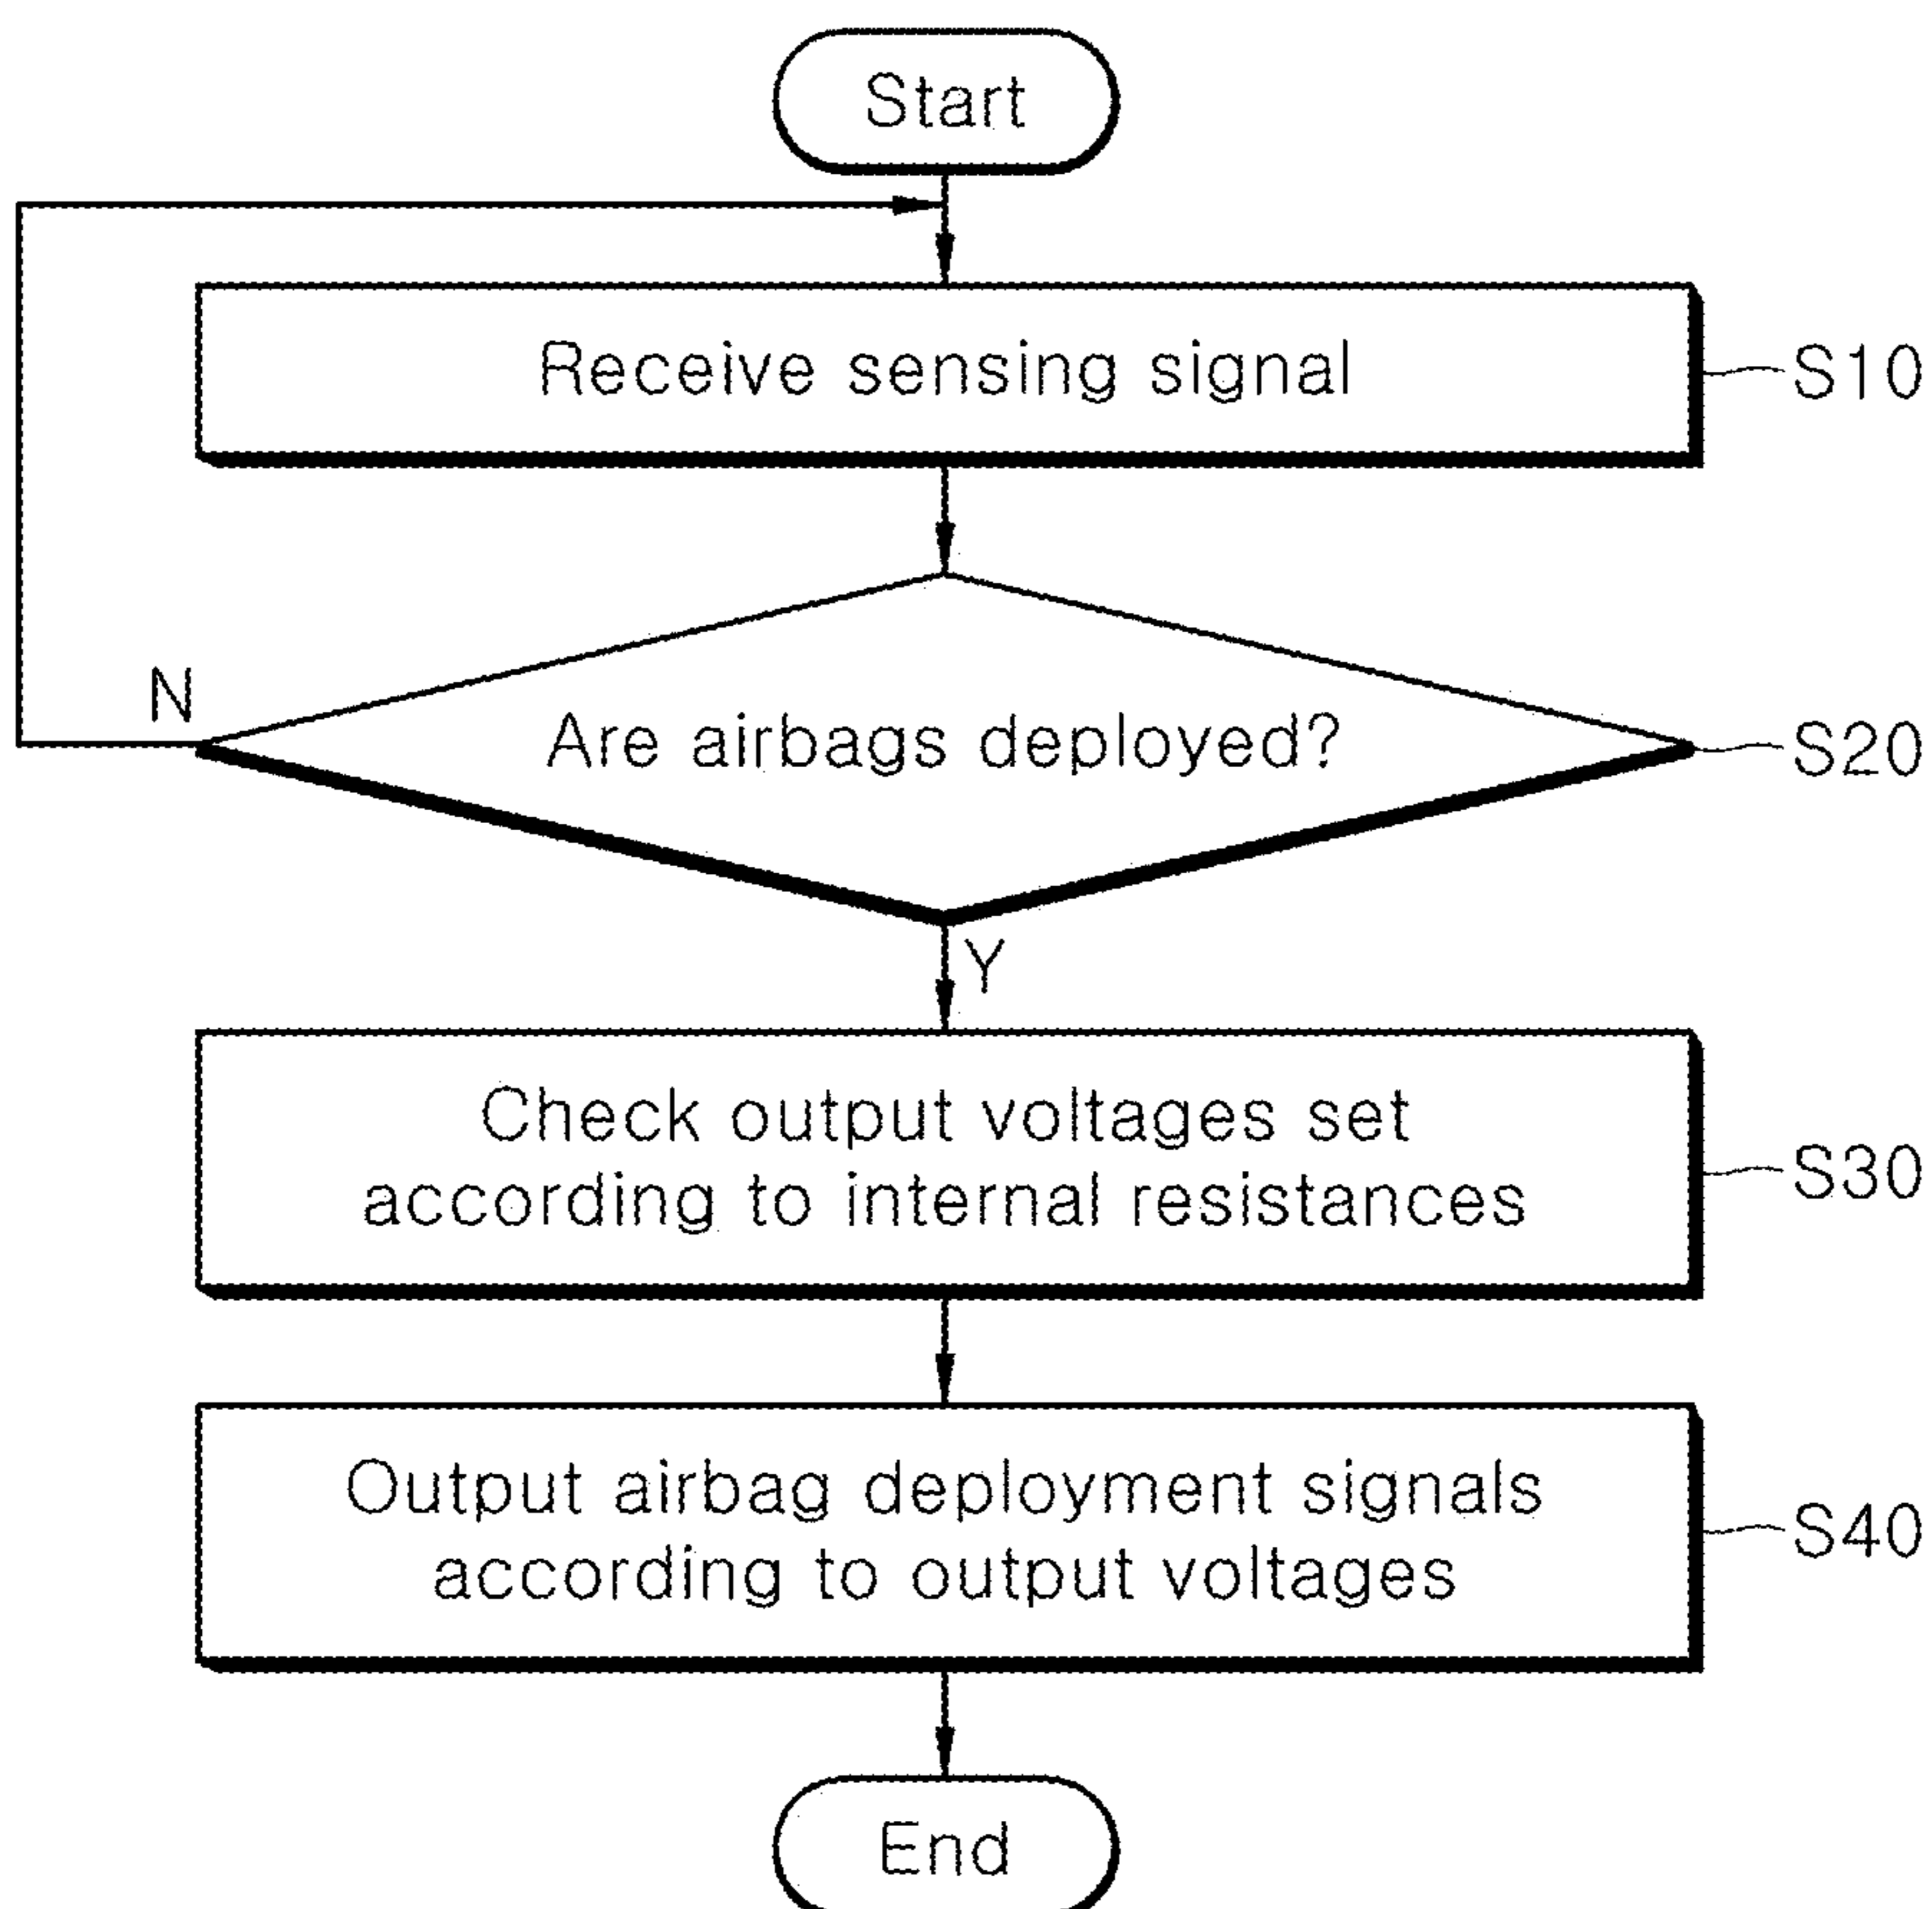 Start
Receive sensing signal
S10
N
Are airbags deployed?
S20
Y
Check output voltages set
according to internal resistances
S30
Output airbag deployment signals
according to output voltages
S40
End